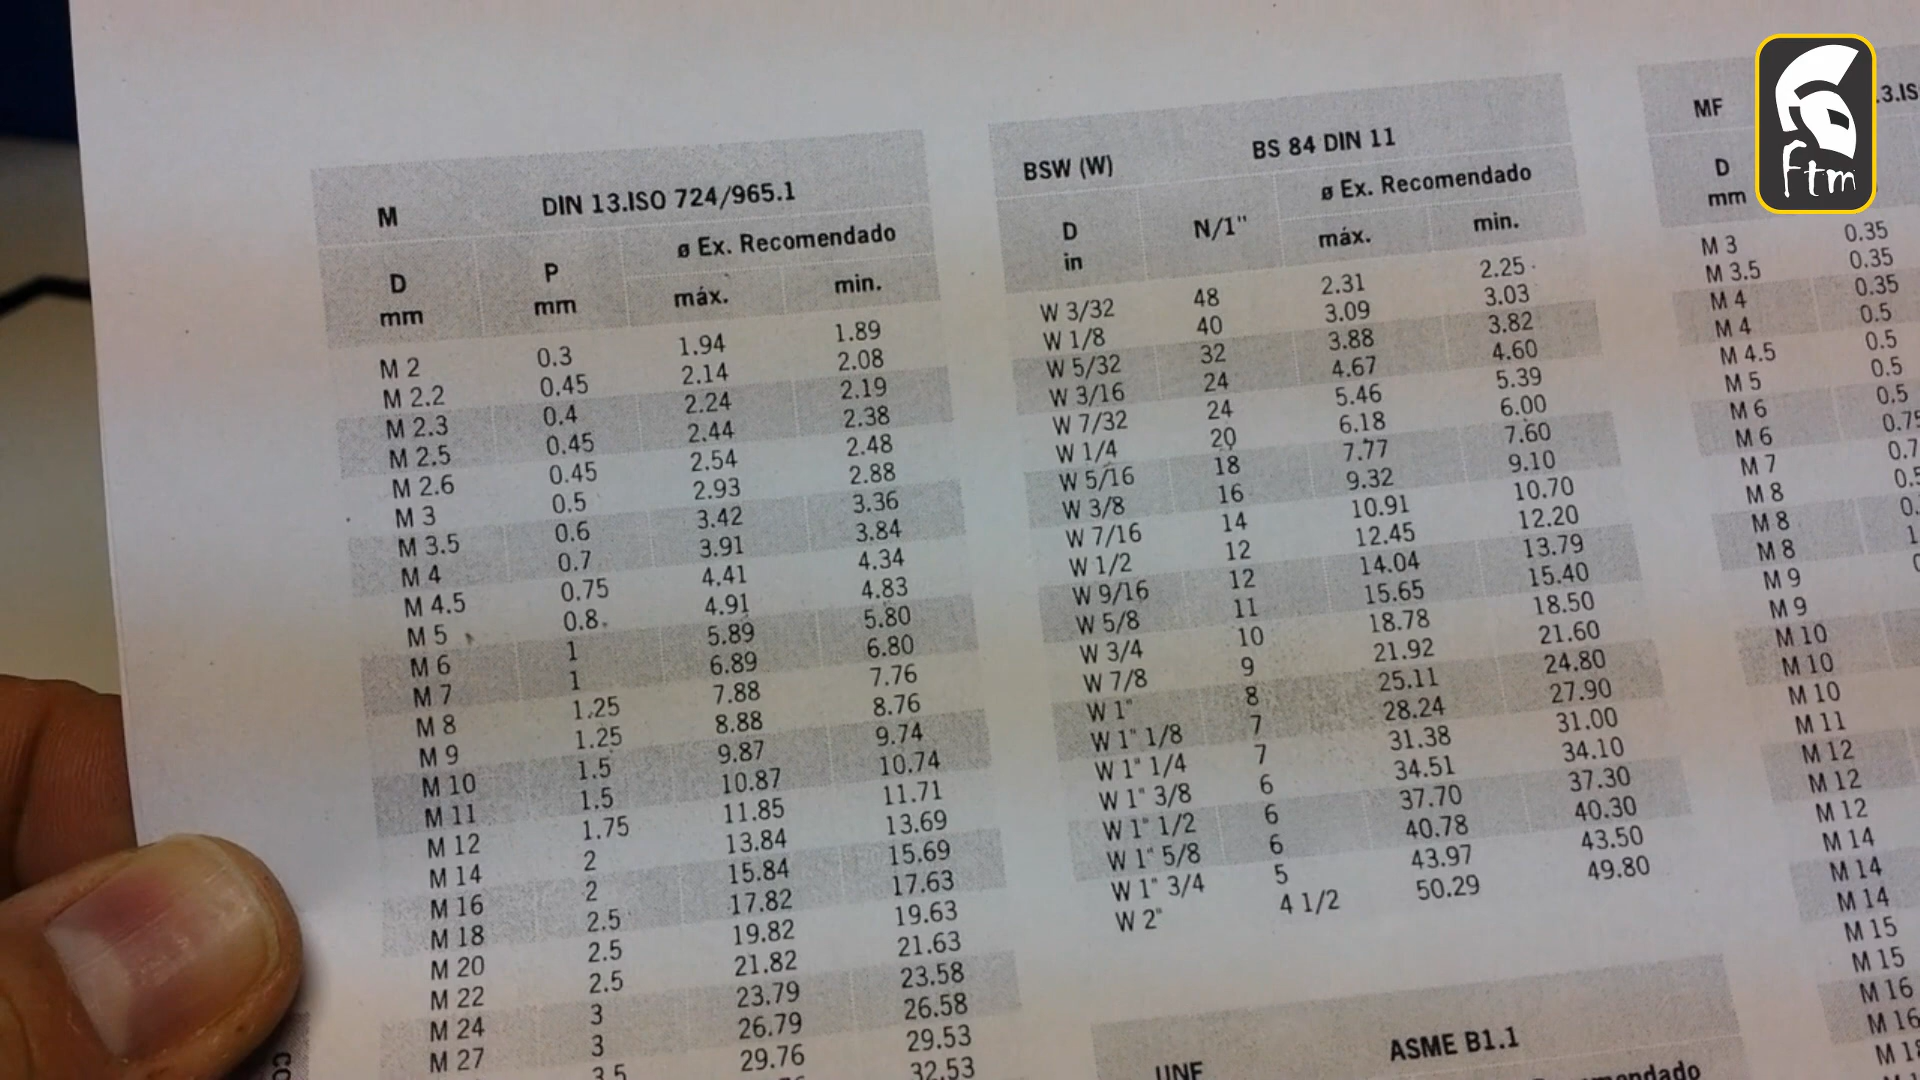 M DIN 13.ISO 724/965.1
D mm P mm ø Ex. Recomendado
máx. min.
M 2 0.3 1.94 1.89
M 2.2 0.45 2.14 2.08
M 2.3 0.4 2.24 2.19
M 2.5 0.45 2.44 2.38
M 2.6 0.45 2.54 2.48
M 3 0.5 2.93 2.88
M 3.5 0.6 3.42 3.36
M 4 0.7 3.91 3.84
M 4.5 0.75 4.41 4.34
M 5 0.8 4.91 4.83
M 6 1 5.89 5.80
M 7 1 6.89 6.80
M 8 1.25 7.88 7.76
M 9 1.25 8.88 8.76
M 10 1.5 9.87 9.74
M 11 1.5 10.87 10.74
M 12 1.75 11.85 11.71
M 14 2 13.84 13.69
M 16 2 15.84 15.69
M 18 2.5 17.82 17.63
M 20 2.5 19.82 19.63
M 22 2.5 21.82 21.63
M 24 3 23.79 23.58
M 27 3 26.79 26.58
3.5 29.76 29.53
32.53
BSW (W) BS 84 DIN 11
D in N/1" ø Ex. Recomendado
máx. min.
W 3/32 48 2.31 2.25
W 1/8 40 3.09 3.03
W 5/32 32 3.88 3.82
W 3/16 24 4.67 4.60
W 7/32 24 5.46 5.39
W 1/4 20 6.18 6.00
W 5/16 18 7.77 7.60
W 3/8 16 9.32 9.10
W 7/16 14 10.91 10.70
W 1/2 12 12.45 12.20
W 9/16 12 14.04 13.79
W 5/8 11 15.65 15.40
W 3/4 10 18.78 18.50
W 7/8 9 21.92 21.60
W 1" 8 25.11 24.80
W 1" 1/8 7 28.24 27.90
W 1" 1/4 7 31.38 31.00
W 1" 3/8 6 34.51 34.10
W 1" 1/2 6 37.70 37.30
W 1" 5/8 6 40.78 40.30
W 1" 3/4 5 43.97 43.50
W 2" 4 1/2 50.29 49.80
UNF ASME B1.1
MF
D mm
M 3 0.35
M 3.5 0.35
M 4 0.35
M 4 0.5
M 4.5 0.5
M 5 0.5
M 6 0.5
M 6 0.75
M 7
M 8
M 8
M 8
M 9
M 9
M 10
M 10
M 10
M 11
M 12
M 12
M 12
M 14
M 14
M 14
M 15
M 15
M 16
M 16
ftm